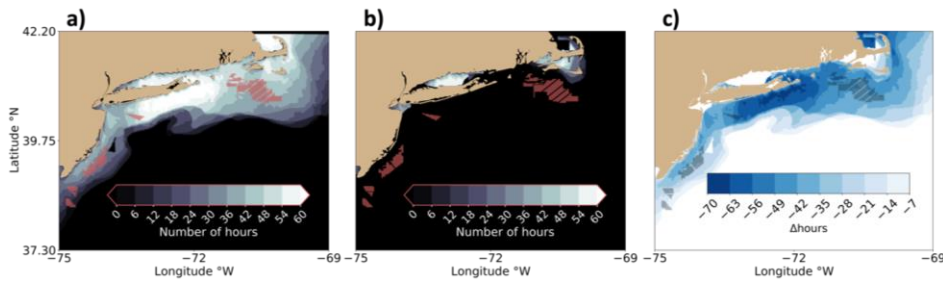 a) b) c)
42.20
39.75
37.30
Latitude °N
0 6 12 18 24 30 36 42 48 54 60
Number of hours
0 6 12 18 24 30 36 42 48 54 60
Number of hours
−70 −63 −56 −49 −42 −35 −28 −21 −14 −7
Δhours
−75 −72 −69
Longitude °W
−75 −72 −69
Longitude °W
−75 −72 −69
Longitude °W